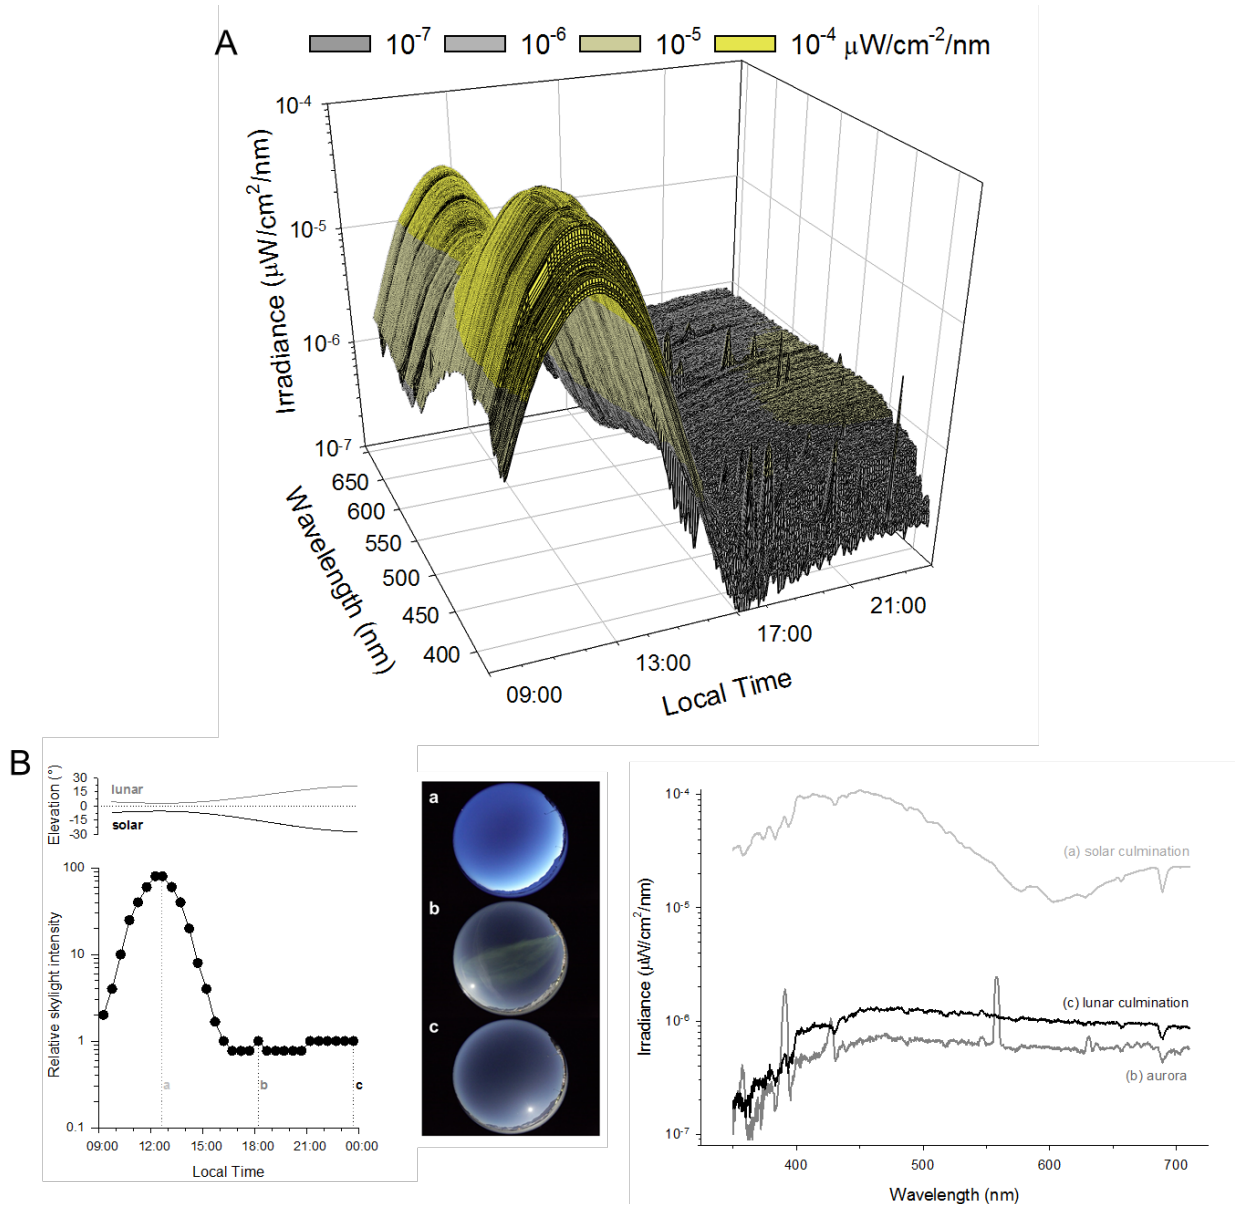 A
10-7 10-6 10-5 10-4 μW/cm-2/nm
Irradiance (μW/cm2/nm)
10-4
10-5
10-6
10-7
Wavelength (nm)
650
600
550
500
450
400
09:00
13:00
17:00
21:00
Local Time
B
Elevation (°)
30
15
0
-15
-30
lunar
solar
Relative skylight intensity
100
10
1
0.1
a
b
c
09:00 12:00 15:00 18:00 21:00 00:00
Local Time
a
b
c
Irradiance (μW/cm2/nm)
10-4
10-5
10-6
10-7
(a) solar culmination
(c) lunar culmination
(b) aurora
400 500 600 700
Wavelength (nm)